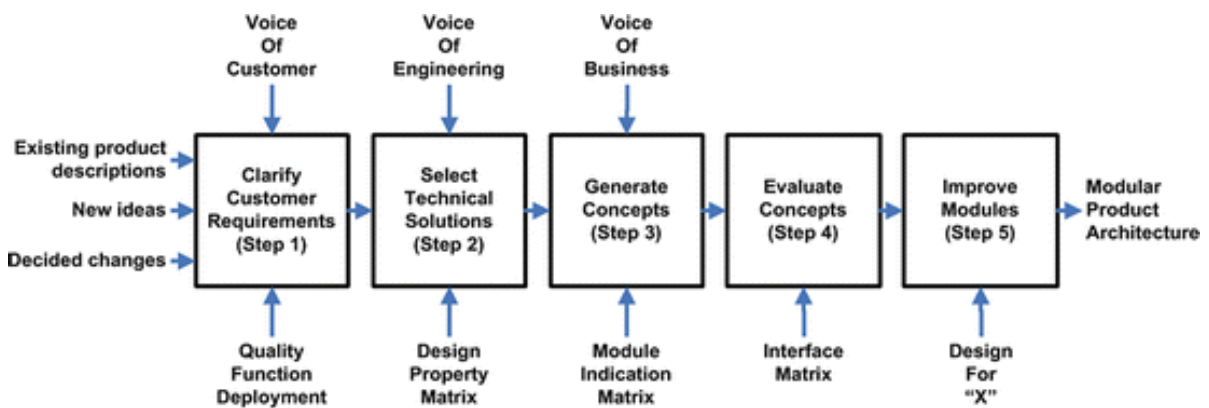 Voice
Of
Customer
Voice
Of
Engineering
Voice
Of
Business
Existing product
descriptions
New ideas
Decided changes
Clarify
Customer
Requirements
(Step 1)
Select
Technical
Solutions
(Step 2)
Generate
Concepts
(Step 3)
Evaluate
Concepts
(Step 4)
Improve
Modules
(Step 5)
Modular
Product
Architecture
Quality
Function
Deployment
Design
Property
Matrix
Module
Indication
Matrix
Interface
Matrix
Design
For
“X”